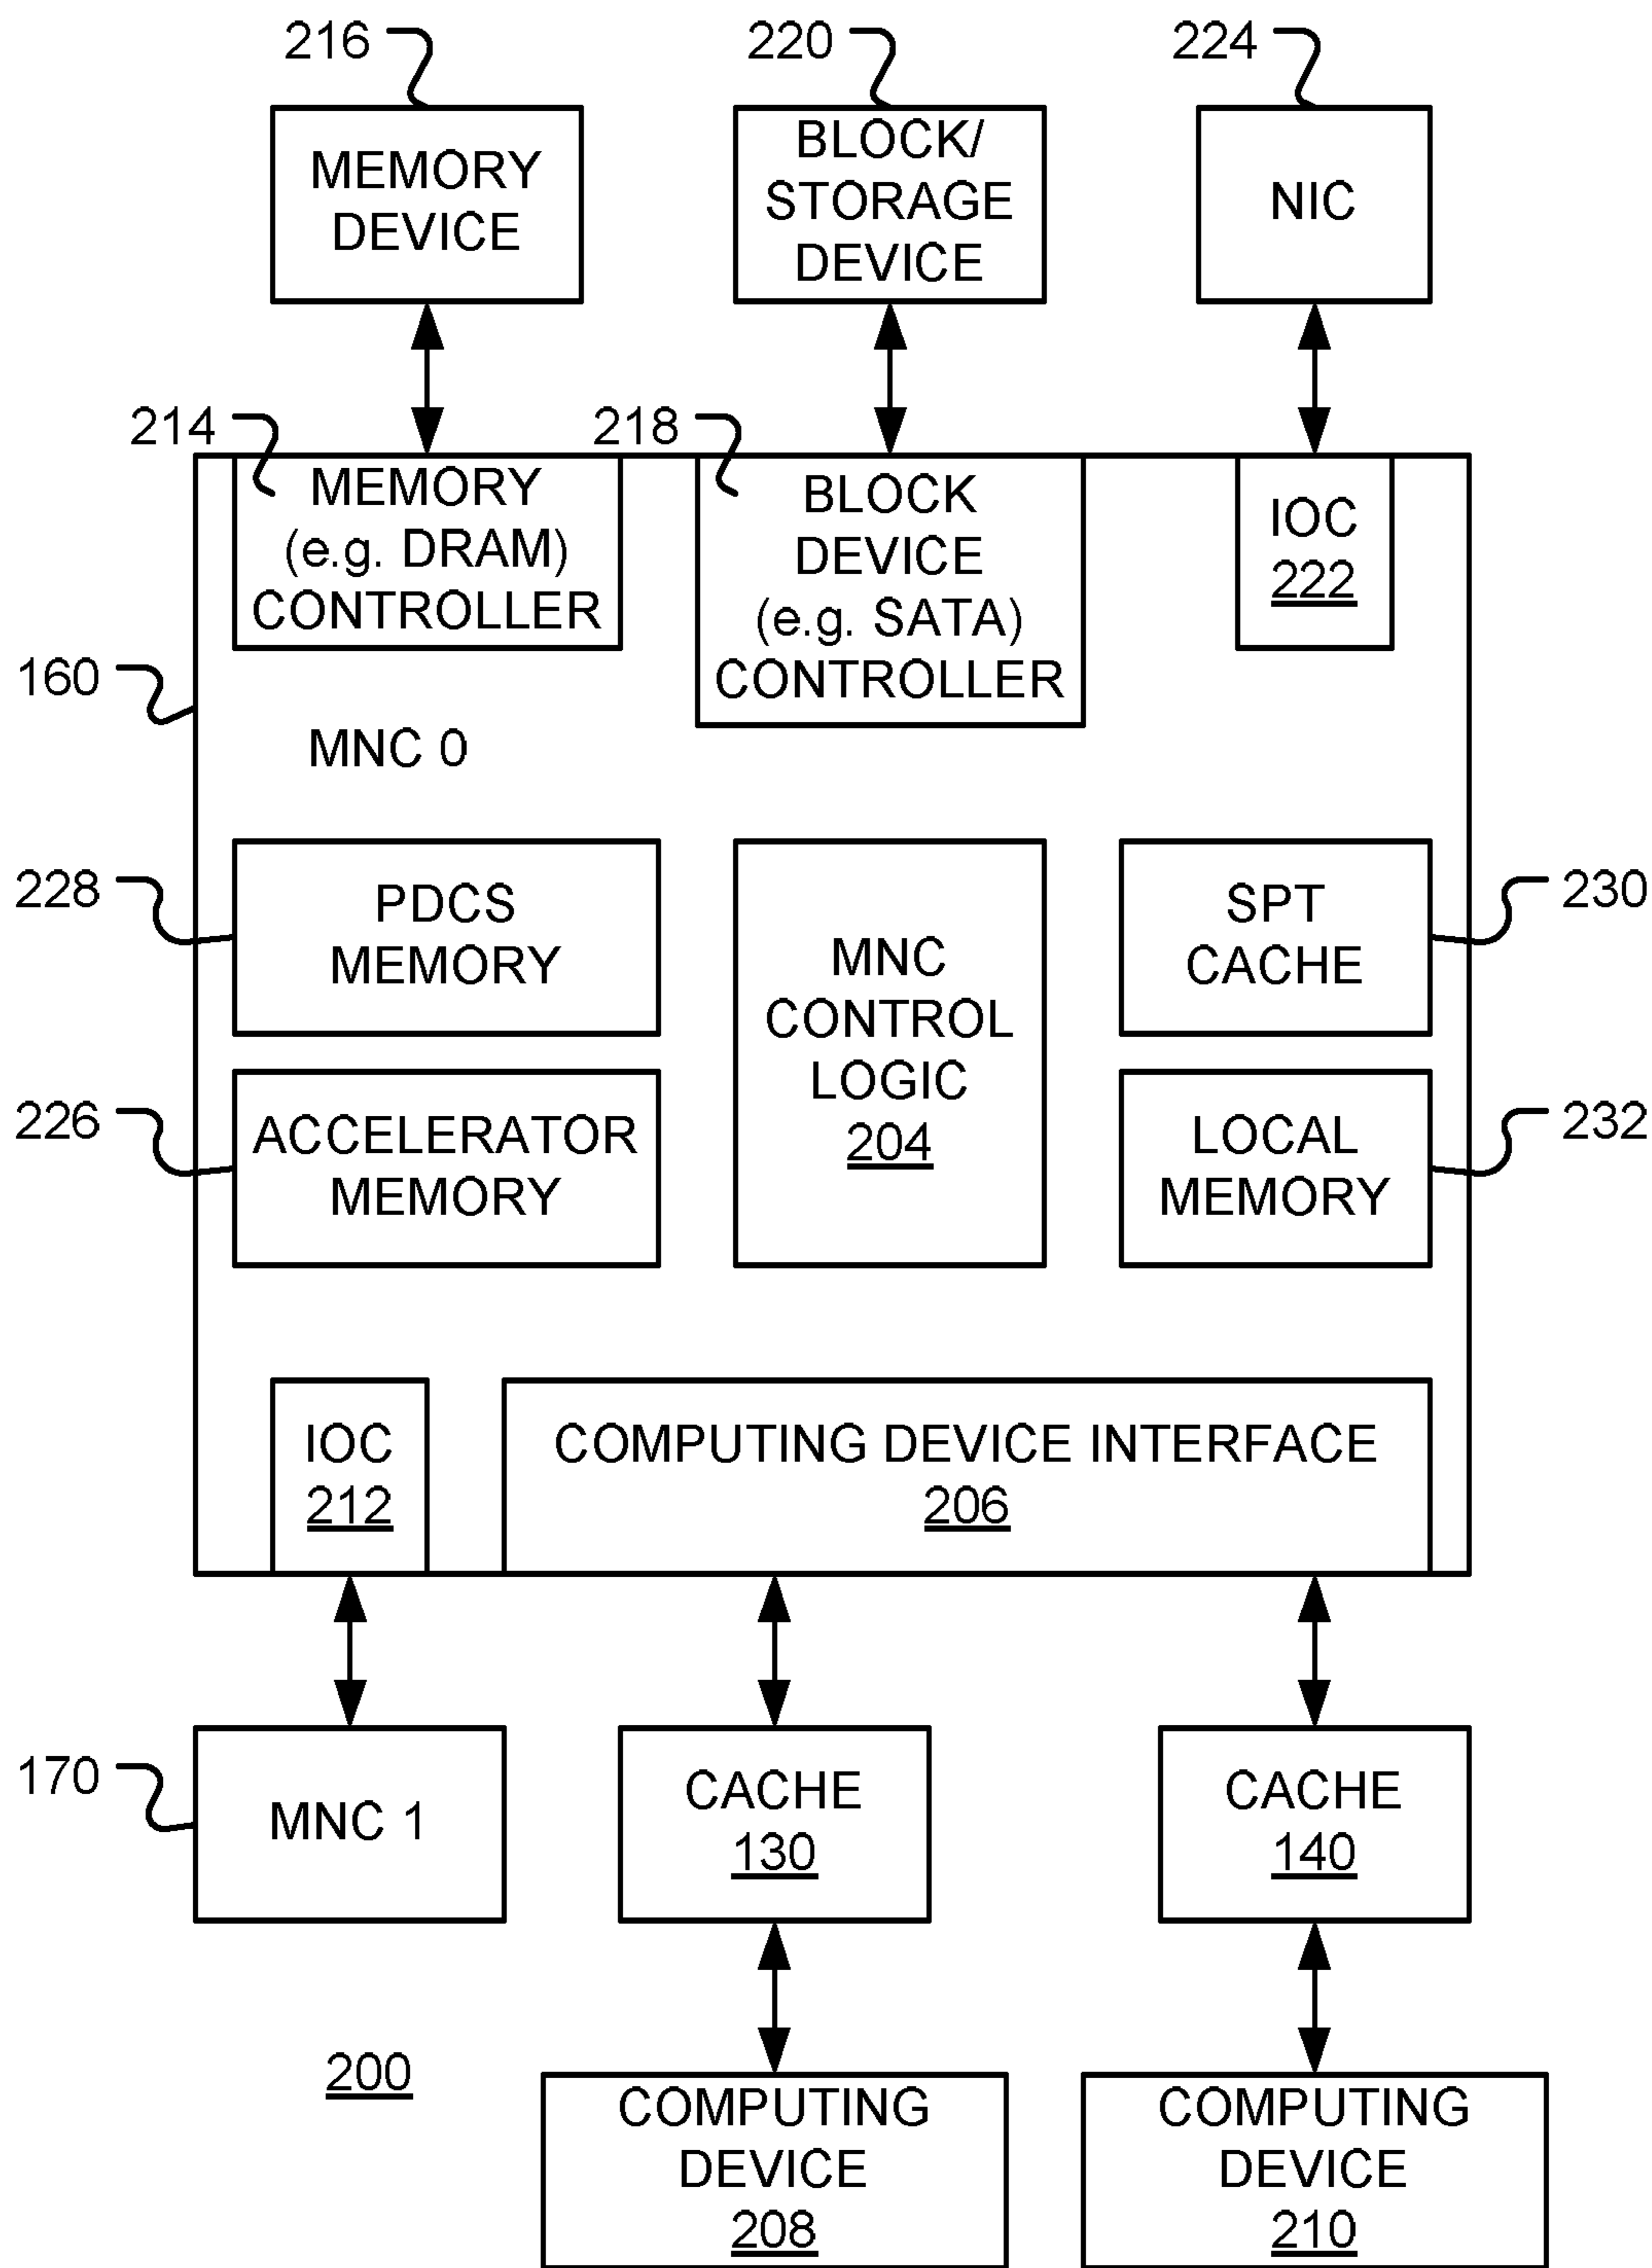 216
220
224
MEMORY
DEVICE
BLOCK/
STORAGE
DEVICE
NIC
214
218
MEMORY
(e.g. DRAM)
CONTROLLER
BLOCK
DEVICE
(e.g. SATA)
CONTROLLER
IOC
222
160
MNC 0
228
PDCS
MEMORY
MNC
CONTROL
LOGIC
204
SPT
CACHE
230
226
ACCELERATOR
MEMORY
LOCAL
MEMORY
232
IOC
212
COMPUTING DEVICE INTERFACE
206
170
MNC 1
CACHE
130
CACHE
140
200
COMPUTING
DEVICE
208
COMPUTING
DEVICE
210